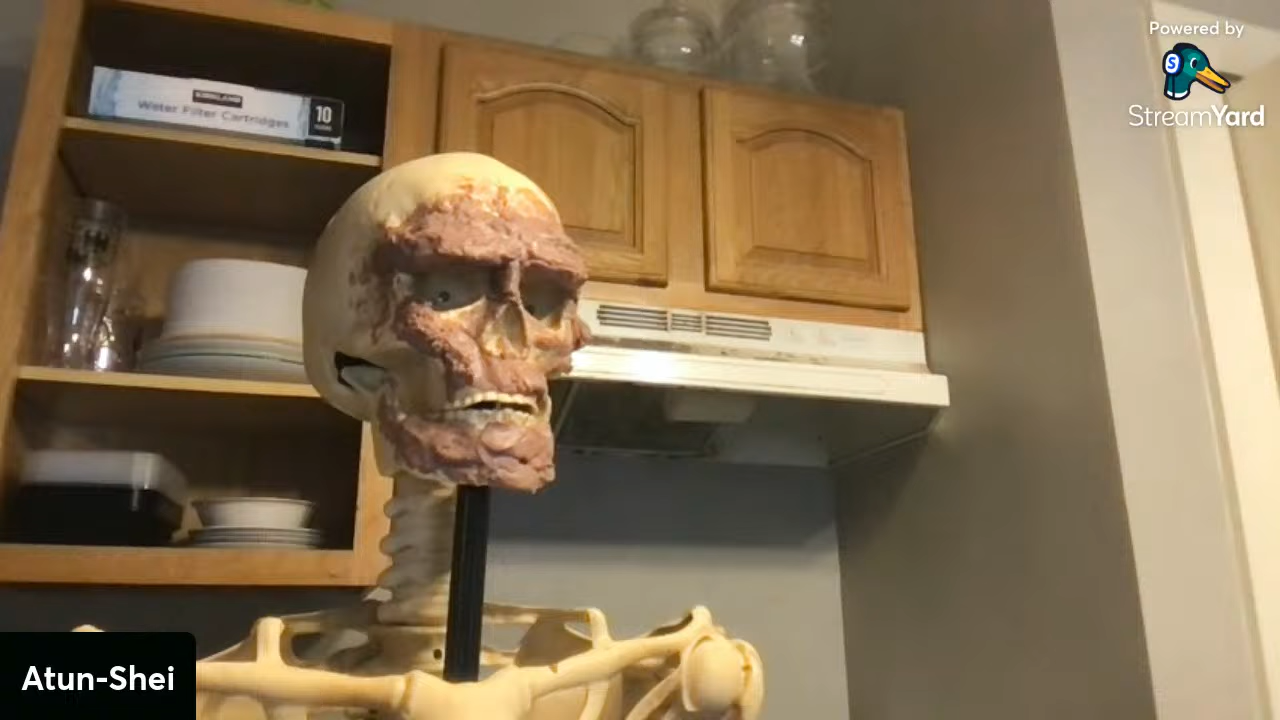 Powered by
S
StreamYard
KIRKLAND
Water Filter Cartridges
10
Atun-Shei